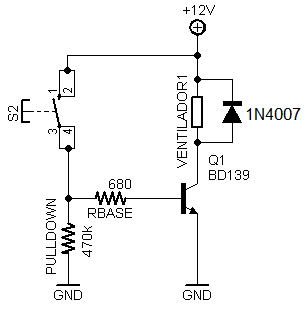 +12V
S2
1
2
3
4
VENTILADOR1
1N4007
Q1
BD139
680
RBASE
PULLDOWN
470k
GND
GND